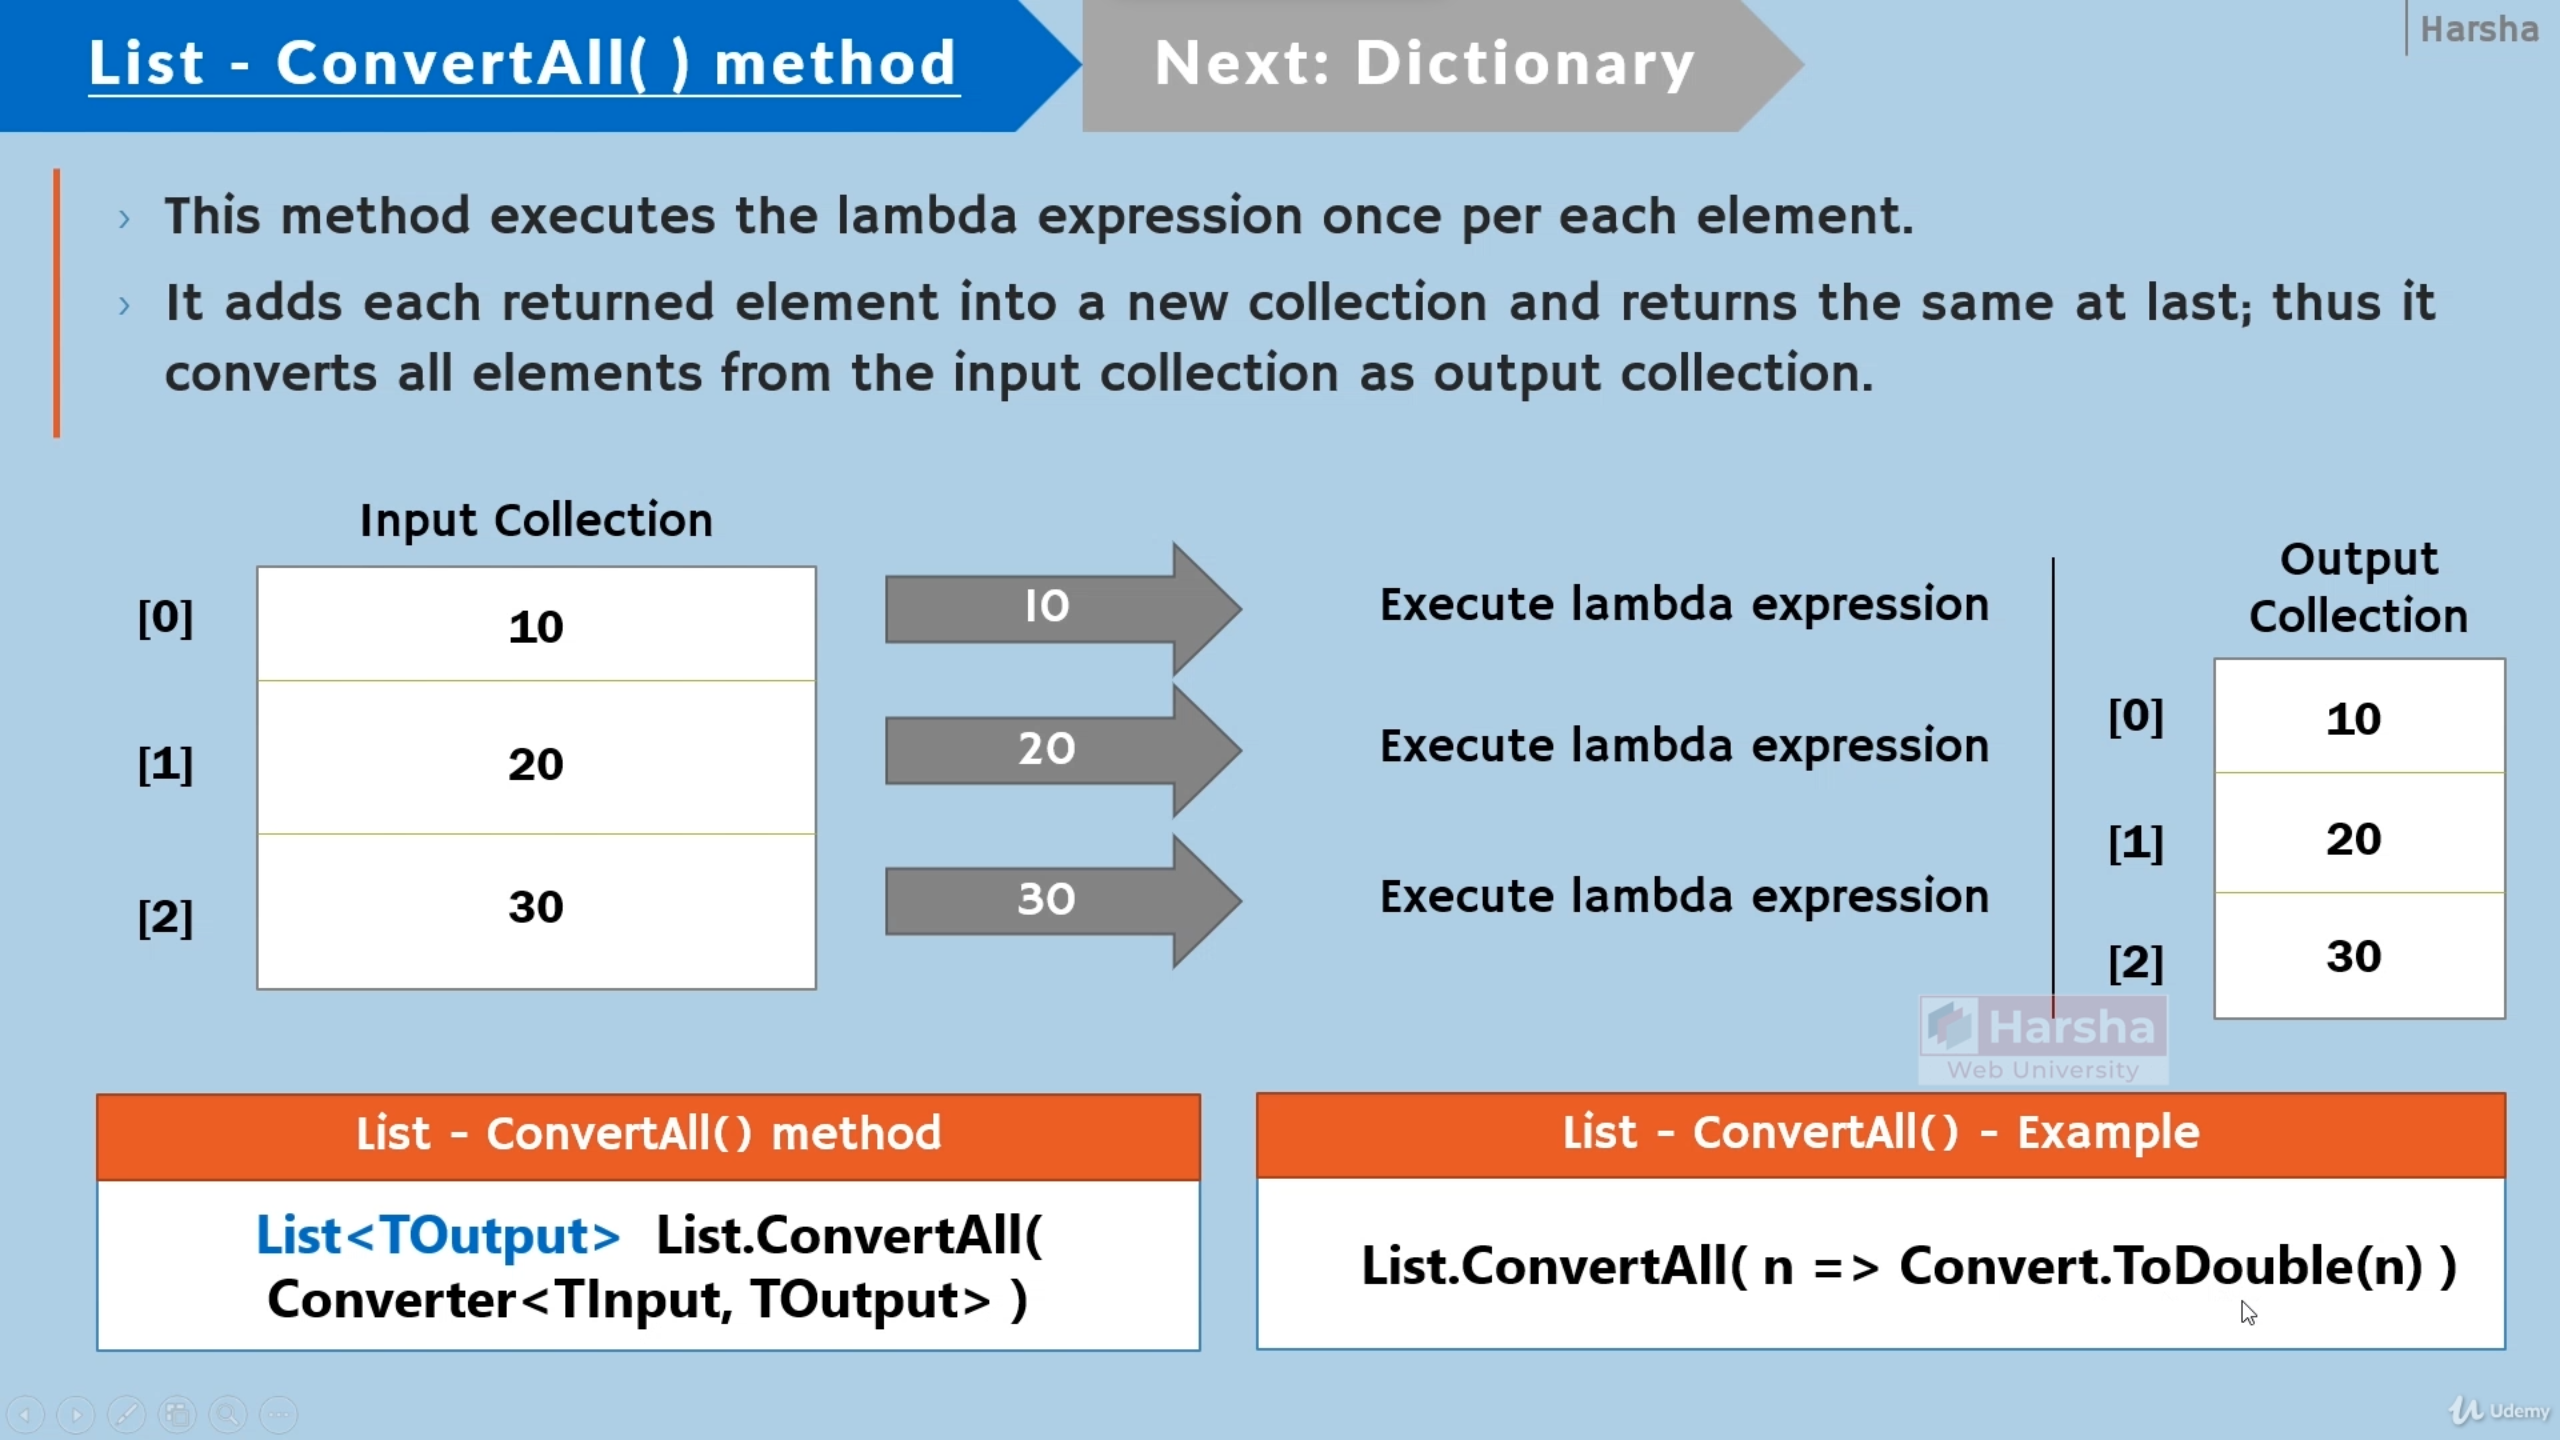 List - ConvertAll( ) method
Next: Dictionary
Harsha
› This method executes the lambda expression once per each element.
› It adds each returned element into a new collection and returns the same at last; thus it
converts all elements from the input collection as output collection.
Input Collection
[0]
10
[1]
20
[2]
30
10
20
30
Execute lambda expression
Execute lambda expression
Execute lambda expression
Output
Collection
[0]
10
[1]
20
[2]
30
Harsha
Web University
List - ConvertAll() method
List<TOutput> List.ConvertAll(
Converter<TInput, TOutput> )
List - ConvertAll() - Example
List.ConvertAll( n => Convert.ToDouble(n) )
Udemy